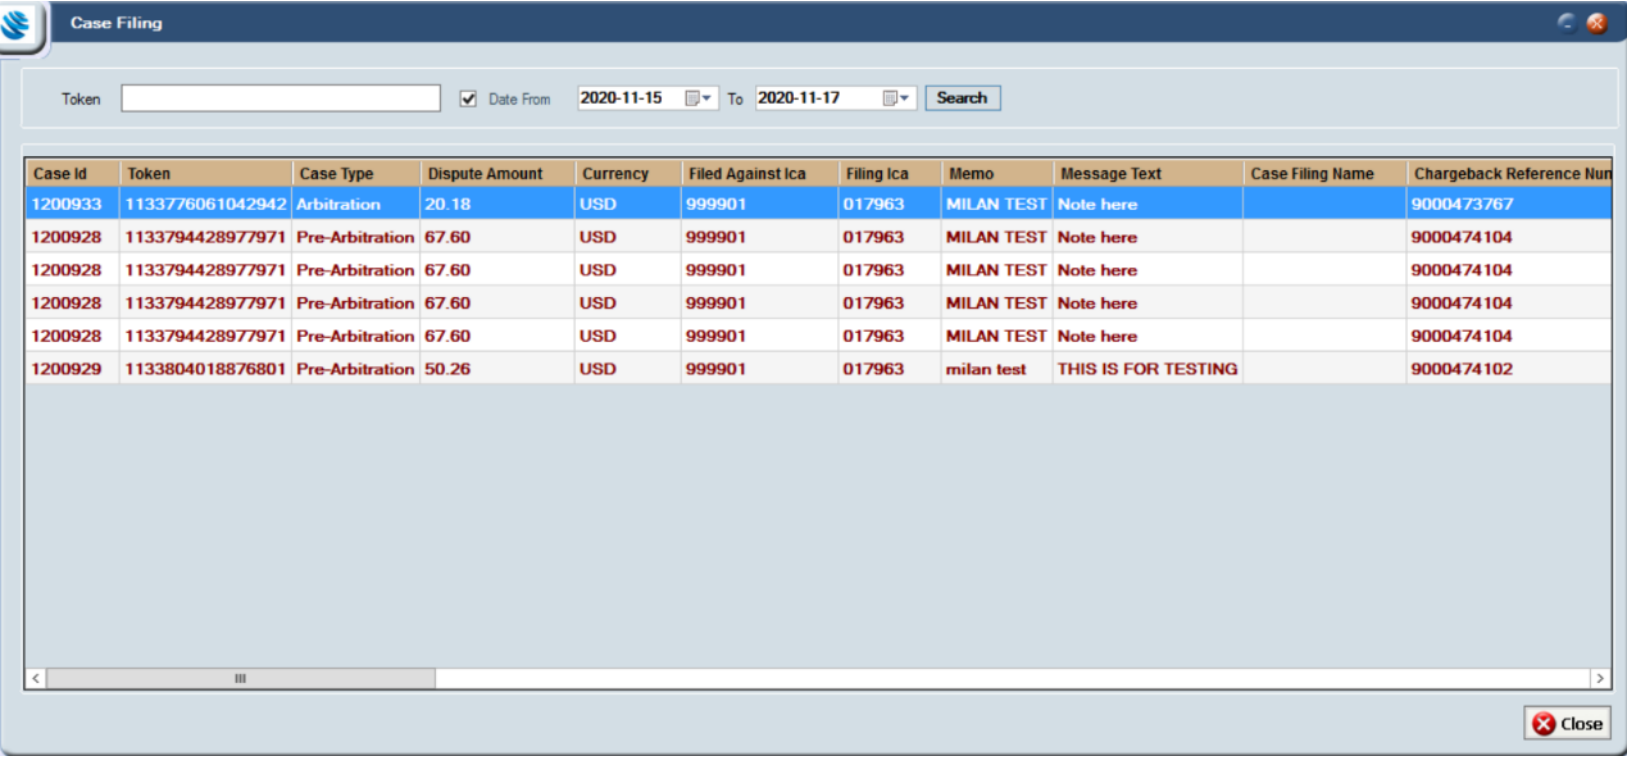 Case Filing
Token Date From 2020-11-15 To 2020-11-17 Search
Case Id Token Case Type Dispute Amount Currency Filed Against Ica Filing Ica Memo Message Text Case Filing Name Chargeback Reference Num
1200933 1133776061042942 Arbitration 20.18 USD 999901 017963 MILAN TEST Note here 9000473767
1200928 11337944428977971 Pre-Arbitration 67.60 USD 999901 017963 MILAN TEST Note here 9000474104
1200928 11337944428977971 Pre-Arbitration 67.60 USD 999901 017963 MILAN TEST Note here 9000474104
1200928 11337944428977971 Pre-Arbitration 67.60 USD 999901 017963 MILAN TEST Note here 9000474104
1200928 11337944428977971 Pre-Arbitration 67.60 USD 999901 017963 MILAN TEST Note here 9000474104
1200929 1133804018876801 Pre-Arbitration 50.26 USD 999901 017963 milan test THIS IS FOR TESTING 9000474102
Close